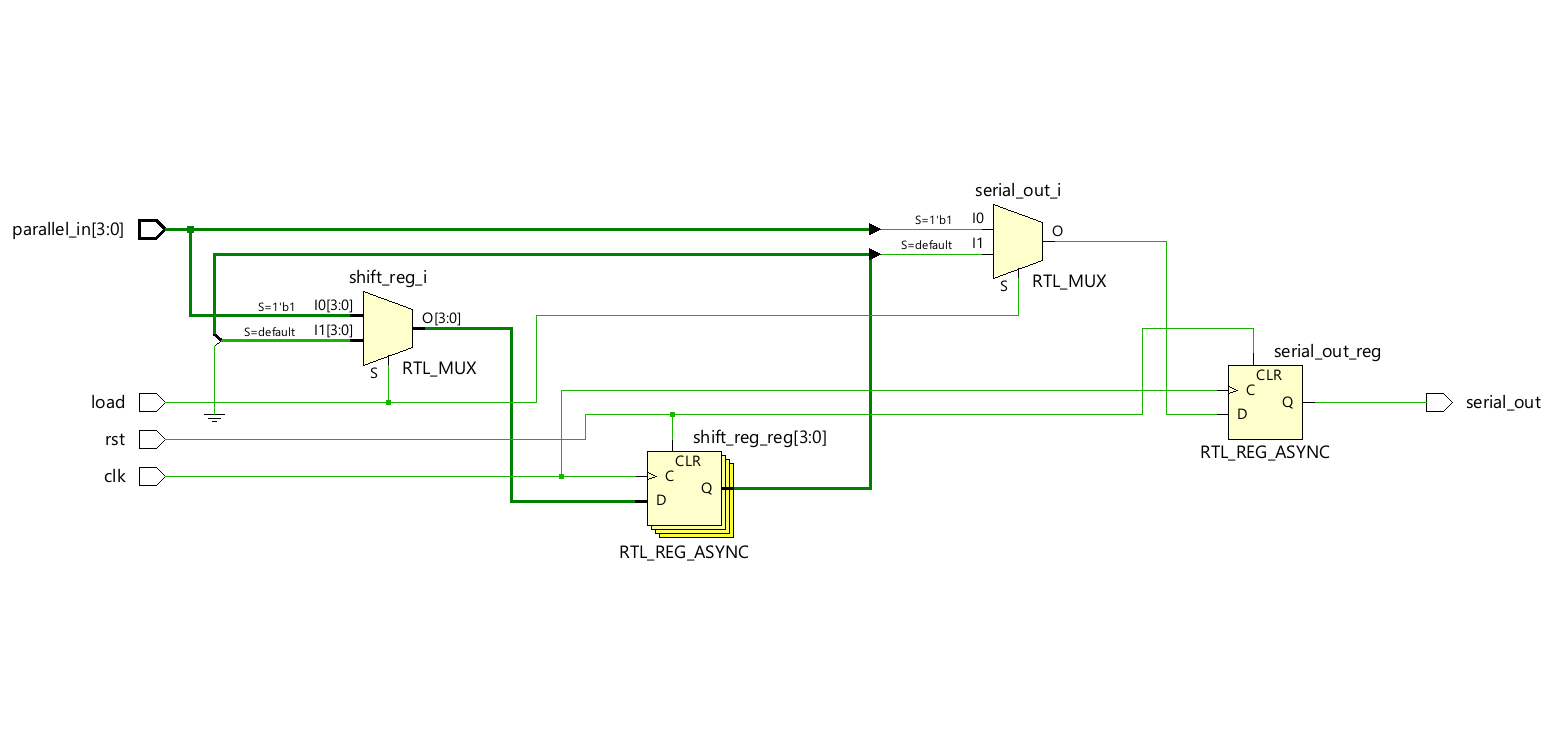 serial_out_i
parallel_in[3:0]
S=1'b1
I0
O
S=default
I1
S
RTL_MUX
shift_reg_i
S=1'b1
I0[3:0]
O[3:0]
S=default
I1[3:0]
S
RTL_MUX
load
rst
clk
shift_reg_reg[3:0]
CLR
C
Q
D
RTL_REG_ASYNC
serial_out_reg
CLR
C
Q
D
RTL_REG_ASYNC
serial_out